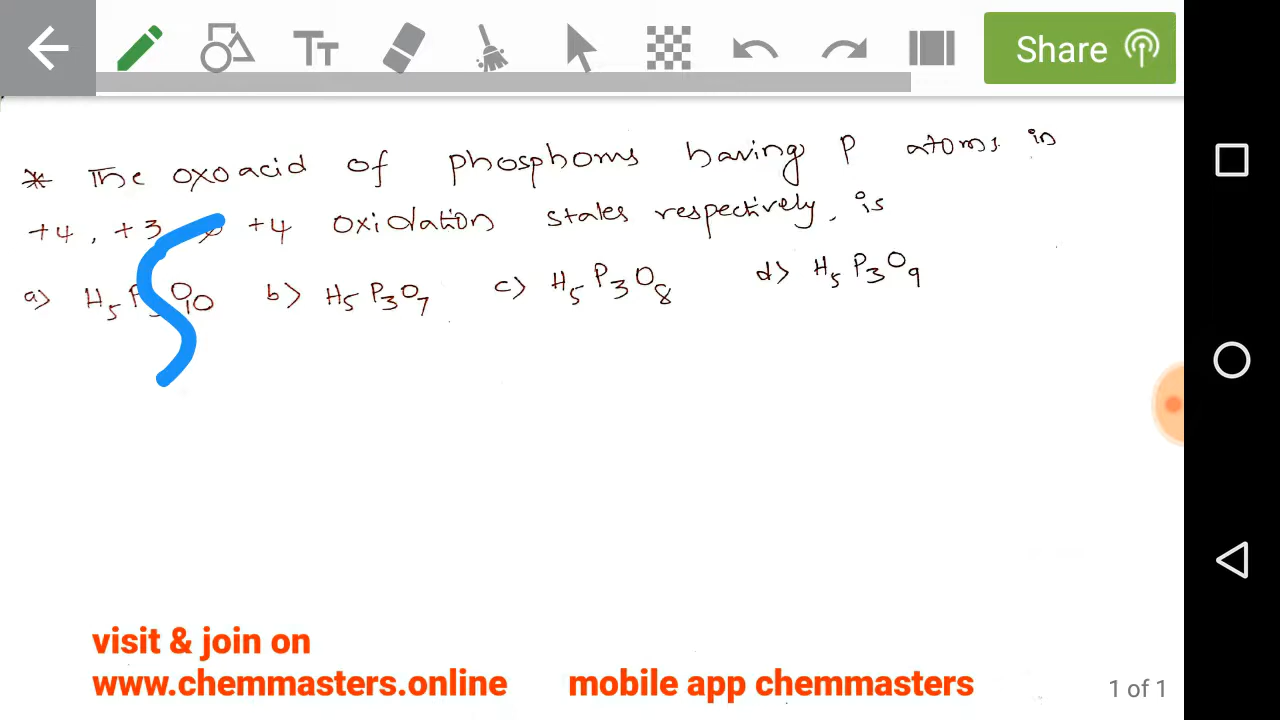 Share
* The oxoacid of phosphorus having P atoms in
+4, +3 +4 oxidation states respectively, is
a) H5P3O10 b) H5P3O7 c) H5P3O8 d) H5P3O9
visit & join on
www.chemmasters.online mobile app chemmasters
1 of 1